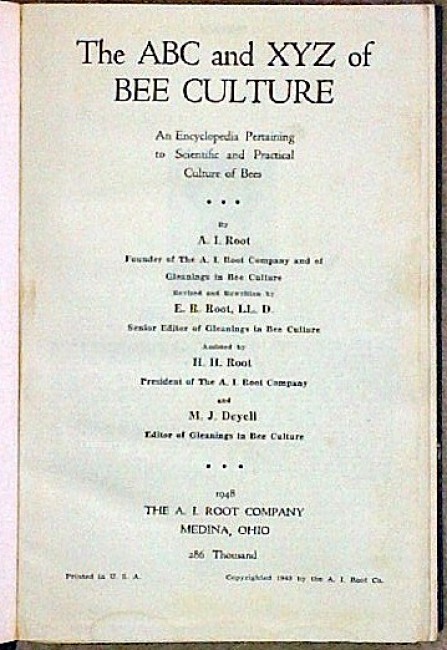 The ABC and XYZ of
BEE CULTURE
An Encyclopedia Pertaining
to Scientific and Practical
Culture of Bees
• • •
By
A. I. Root
Founder of The A. I. Root Company and of
Gleanings in Bee Culture
Revised and Rewritten by
E. R. Root, LL. D.
Senior Editor of Gleanings in Bee Culture
Assisted by
H. H. Root
President of The A. I. Root Company
and
M. J. Deyell
Editor of Gleanings in Bee Culture
• • •
1948
THE A. I. ROOT COMPANY
MEDINA, OHIO
286 Thousand
Printed in U. S. A. Copyrighted by the A. I. Root Co.